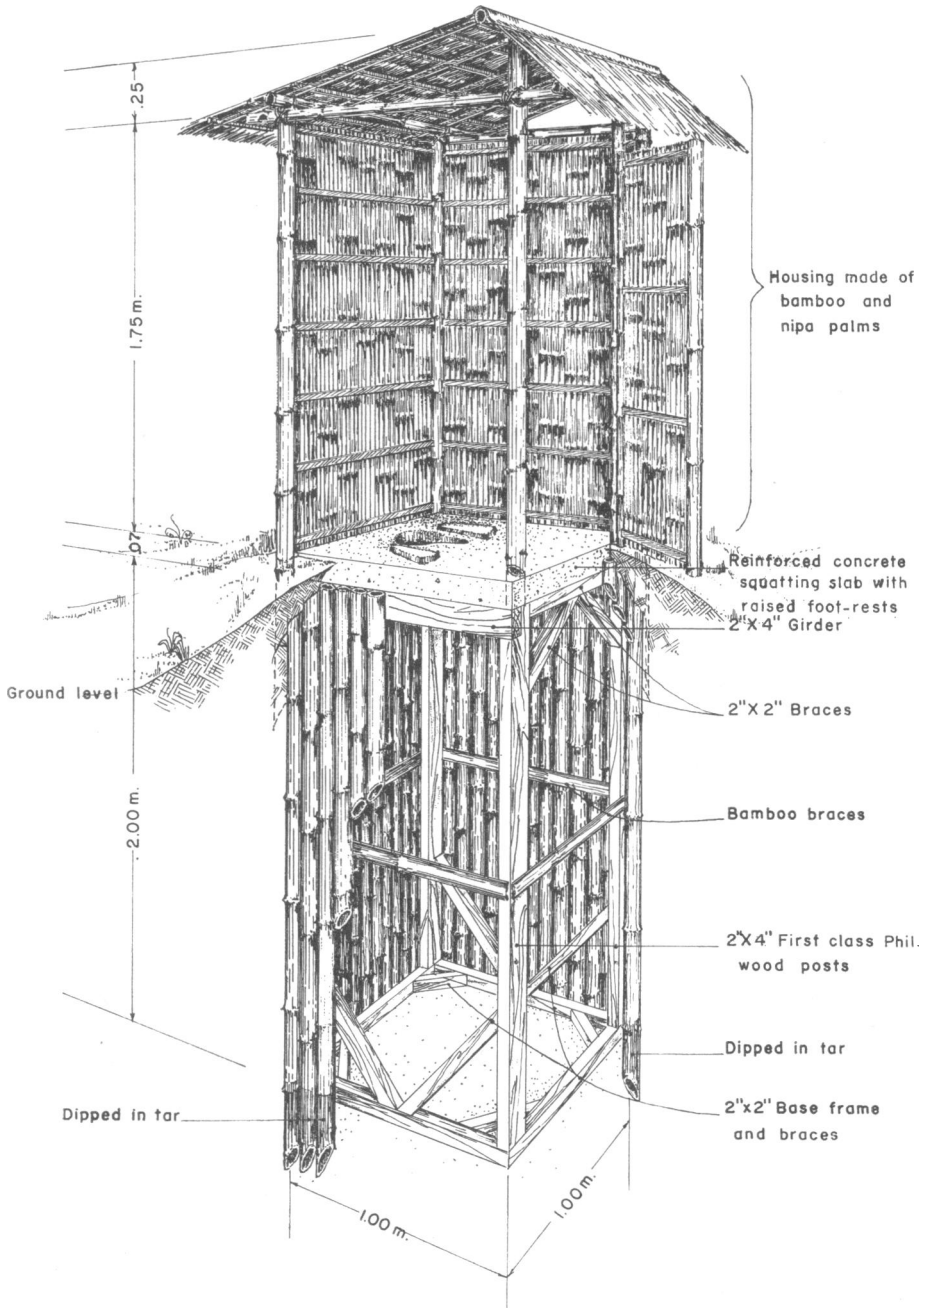 .25
1.75 m.
Housing made of
bamboo and
nipa palms
.07
Reinforced concrete
squatting slab with
raised foot-rests
2"X4" Girder
Ground level
2"X2" Braces
2.00 m.
Bamboo braces
2"X4" First class Phil.
wood posts
Dipped in tar
Dipped in tar
2"x2" Base frame
and braces
1.00 m.
1.00 m.